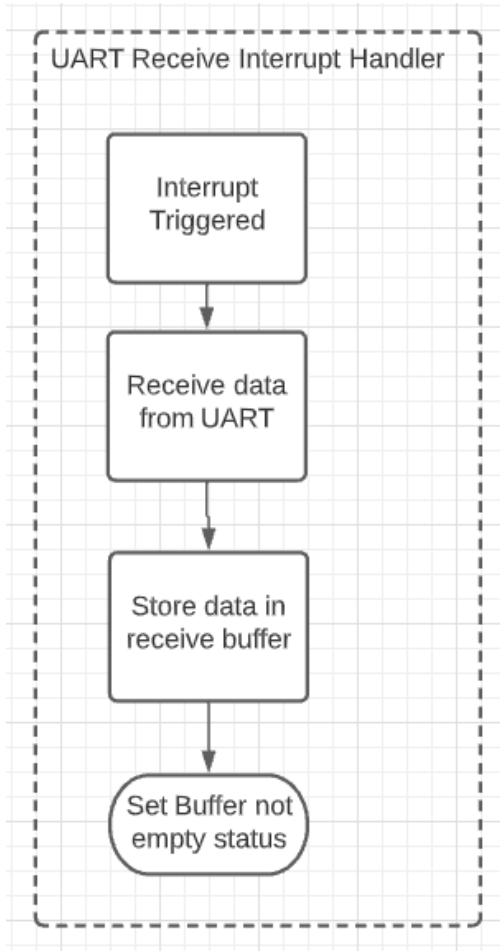 UART Receive Interrupt Handler
Interrupt
Triggered
Receive data
from UART
Store data in
receive buffer
Set Buffer not
empty status